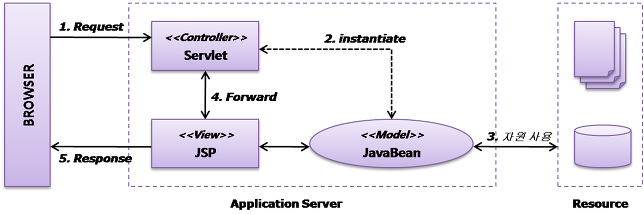 BROWSER
1. Request
<<Controller>>
Servlet
2. instantiate
4. Forward
<<View>>
JSP
<<Model>>
JavaBean
3. 자원 사용
5. Response
Application Server
Resource